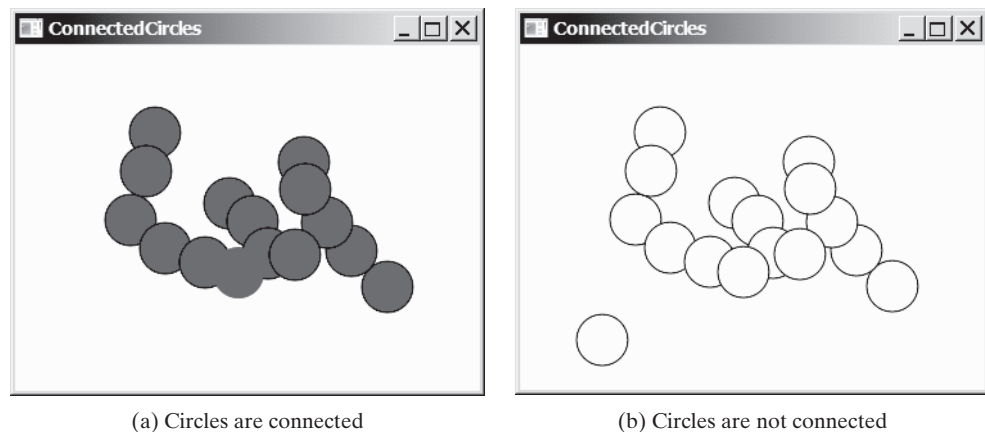 ConnectedCircles
ConnectedCircles
(a) Circles are connected
(b) Circles are not connected